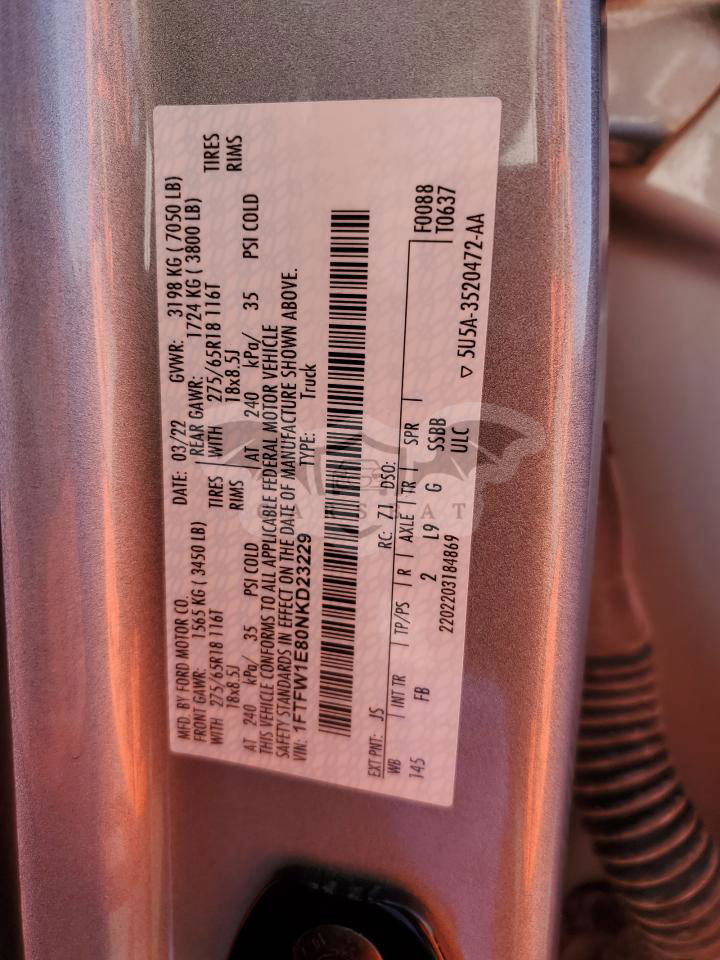 MFD. BY FORD MOTOR CO. DATE: 03/22 GVWR: 3198 KG ( 7050 LB)
FRONT GAWR: 1565 KG ( 3450 LB) REAR GAWR: 1724 KG ( 3800 LB)
WITH 275/65R18 116T TIRES WITH 275/65R18 116T TIRES
18x8.5J RIMS 18x8.5J RIMS
AT 240 kPa/ 35 PSI COLD AT 240 kPa/ 35 PSI COLD
THIS VEHICLE CONFORMS TO ALL APPLICABLE FEDERAL MOTOR VEHICLE
SAFETY STANDARDS IN EFFECT ON THE DATE OF MANUFACTURE SHOWN ABOVE.
VIN: 1FTFW1E80NKD23229 TYPE: Truck
EXT PNT: JS RC: 71 DSO: F0088
WB INT TR TP/PS R AXLE TR SPR T0637
145 FB 2 L9 G SSBB
ULC
2202203184869 ▽ 5U5A-3520472-AA
CARSRAT